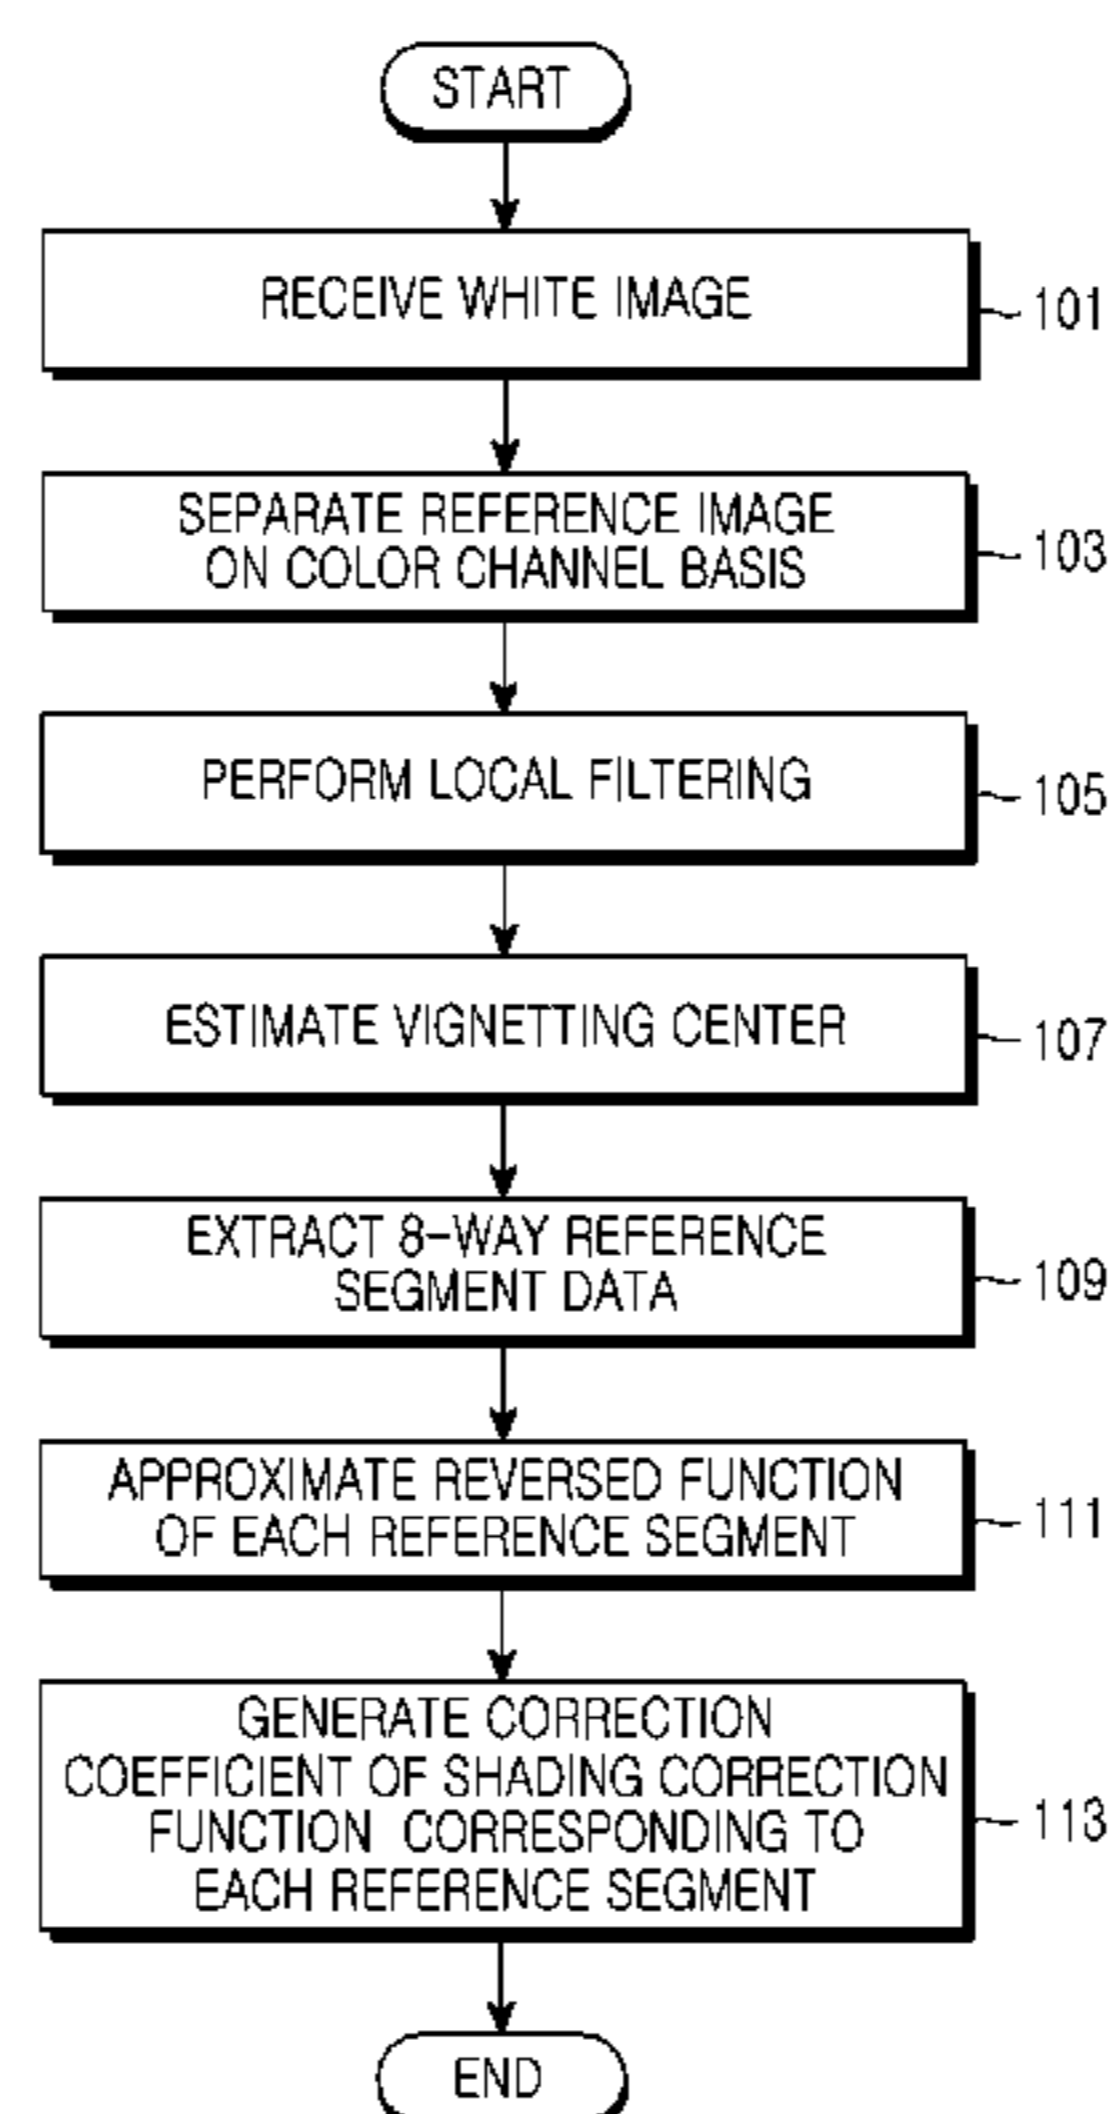 START
RECEIVE WHITE IMAGE
101
SEPARATE REFERENCE IMAGE
ON COLOR CHANNEL BASIS
103
PERFORM LOCAL FILTERING
105
ESTIMATE VIGNETTING CENTER
107
EXTRACT 8-WAY REFERENCE
SEGMENT DATA
109
APPROXIMATE REVERSED FUNCTION
OF EACH REFERENCE SEGMENT
111
GENERATE CORRECTION
COEFFICIENT OF SHADING CORRECTION
FUNCTION CORRESPONDING TO
EACH REFERENCE SEGMENT
113
END